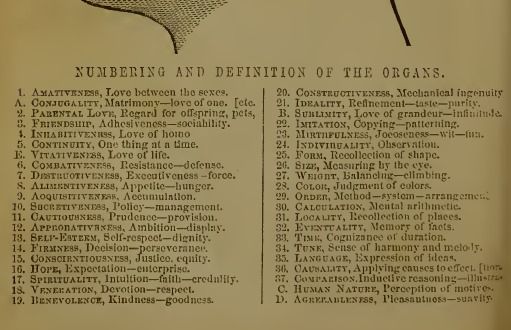 NUMBERING AND DEFINITION OF THE ORGANS.
1. AMATIVENESS, Love between the sexes.
A. CONJUGALITY, Matrimony—love of one. [etc.
2. PARENTAL LOVE, Regard for offspring, pets,
3. FRIENDSHIP, Adhesiveness—sociability.
4. INHABITIVENESS, Love of home
5. CONTINUITY, One thing at a time.
E. VITATIVENESS, Love of life.
6. COMBATIVENESS, Resistance—defense.
7. DESTRUCTIVENESS, Executiveness—force.
8. ALIMENTIVENESS, Appetite—hunger.
9. ACQUISITIVENESS, Accumulation.
10. SECRETIVENESS, Policy—management.
11. CAUTIOUSNESS, Prudence—provision.
12. APPROBATIVENESS, Ambition—display.
13. SELF-ESTEEM, Self-respect—dignity.
14. FIRMNESS, Decision—perseverance.
15. CONSCIENTIOUSNESS, Justice, equity.
16. HOPE, Expectation—enterprise.
17. SPIRITUALITY, Intuition—faith—credulity.
18. VENERATION, Devotion—respect.
19. BENEVOLENCE, Kindness—goodness.
20. CONSTRUCTIVENESS, Mechanical ingenuity
21. IDEALITY, Refinement—taste—purity.
B. SUBLIMITY, Love of grandeur—infinitude.
22. IMITATION, Copying—patterning.
23. MIRTHFULNESS, Jocoseness—wit—fun.
24. INDIVIDUALITY, Observation.
25. FORM, Recollection of shape.
26. SIZE, Measuring by the eye.
27. WEIGHT, Balancing—climbing.
28. COLOR, Judgment of colors.
29. ORDER, Method—system—arrangement.
30. CALCULATION, Mental arithmetic.
31. LOCALITY, Recollection of places.
32. EVENTUALITY, Memory of facts.
33. TIME, Cognizance of duration.
34. TUNE, Sense of harmony and melody.
35. LANGUAGE, Expression of ideas.
36. CAUSALITY, Applying causes to effect.
37. COMPARISON, Inductive reasoning—
C. HUMAN NATURE, Perception of motives.
D. AGREEABLENESS, Pleasantness—suavity.